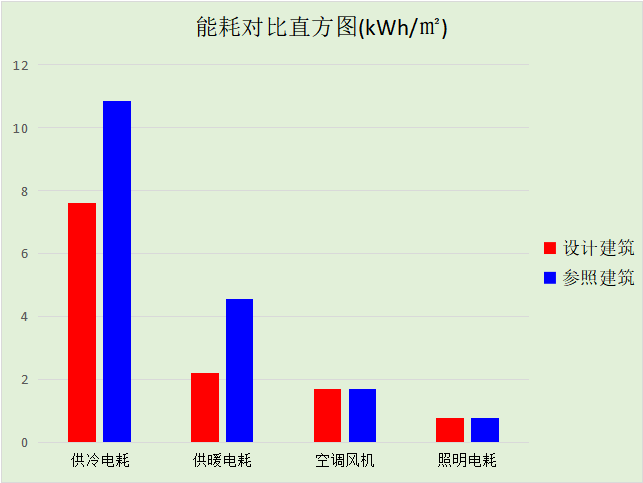 能耗对比直方图(kWh/㎡)
12
10
8
6
4
2
0
供冷电耗
供暖电耗
空调风机
照明电耗
设计建筑
参照建筑